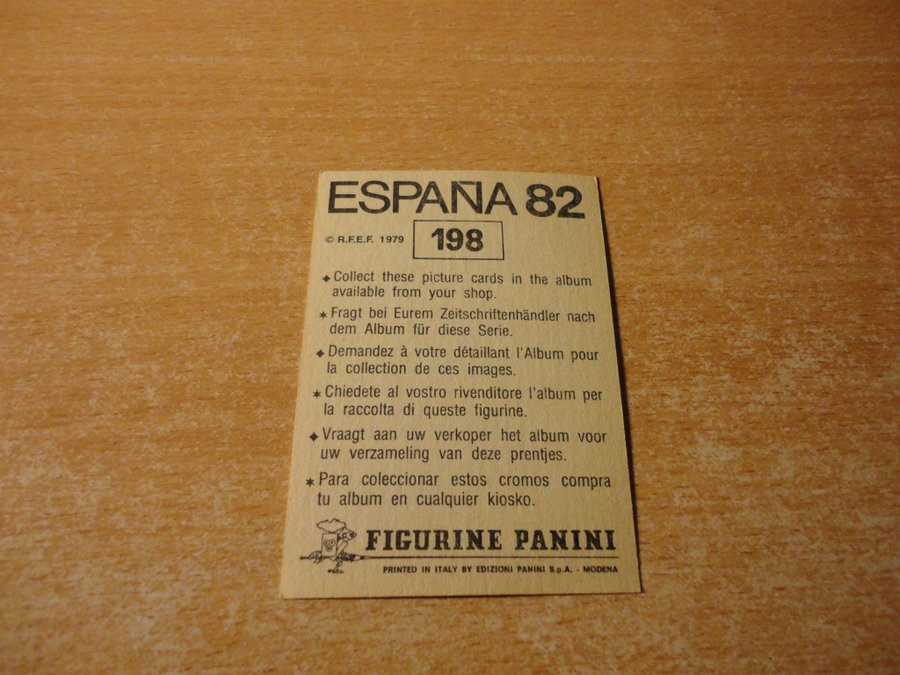 ESPAÑA 82
© R.F.E.F. 1979 198
◆ Collect these picture cards in the album
available from your shop.
✶ Fragt bei Eurem Zeitschriftenhändler nach
dem Album für diese Serie.
◆ Demandez à votre détaillant l'Album pour
la collection de ces images.
✶ Chiedete al vostro rivenditore l'album per
la raccolta di queste figurine.
◆ Vraagt aan uw verkoper het album voor
uw verzameling van deze prentjes.
✶ Para coleccionar estos cromos compra
tu album en cualquier kiosko.
FIGURINE PANINI
PRINTED IN ITALY BY EDIZIONI PANINI S.p.A. - MODENA